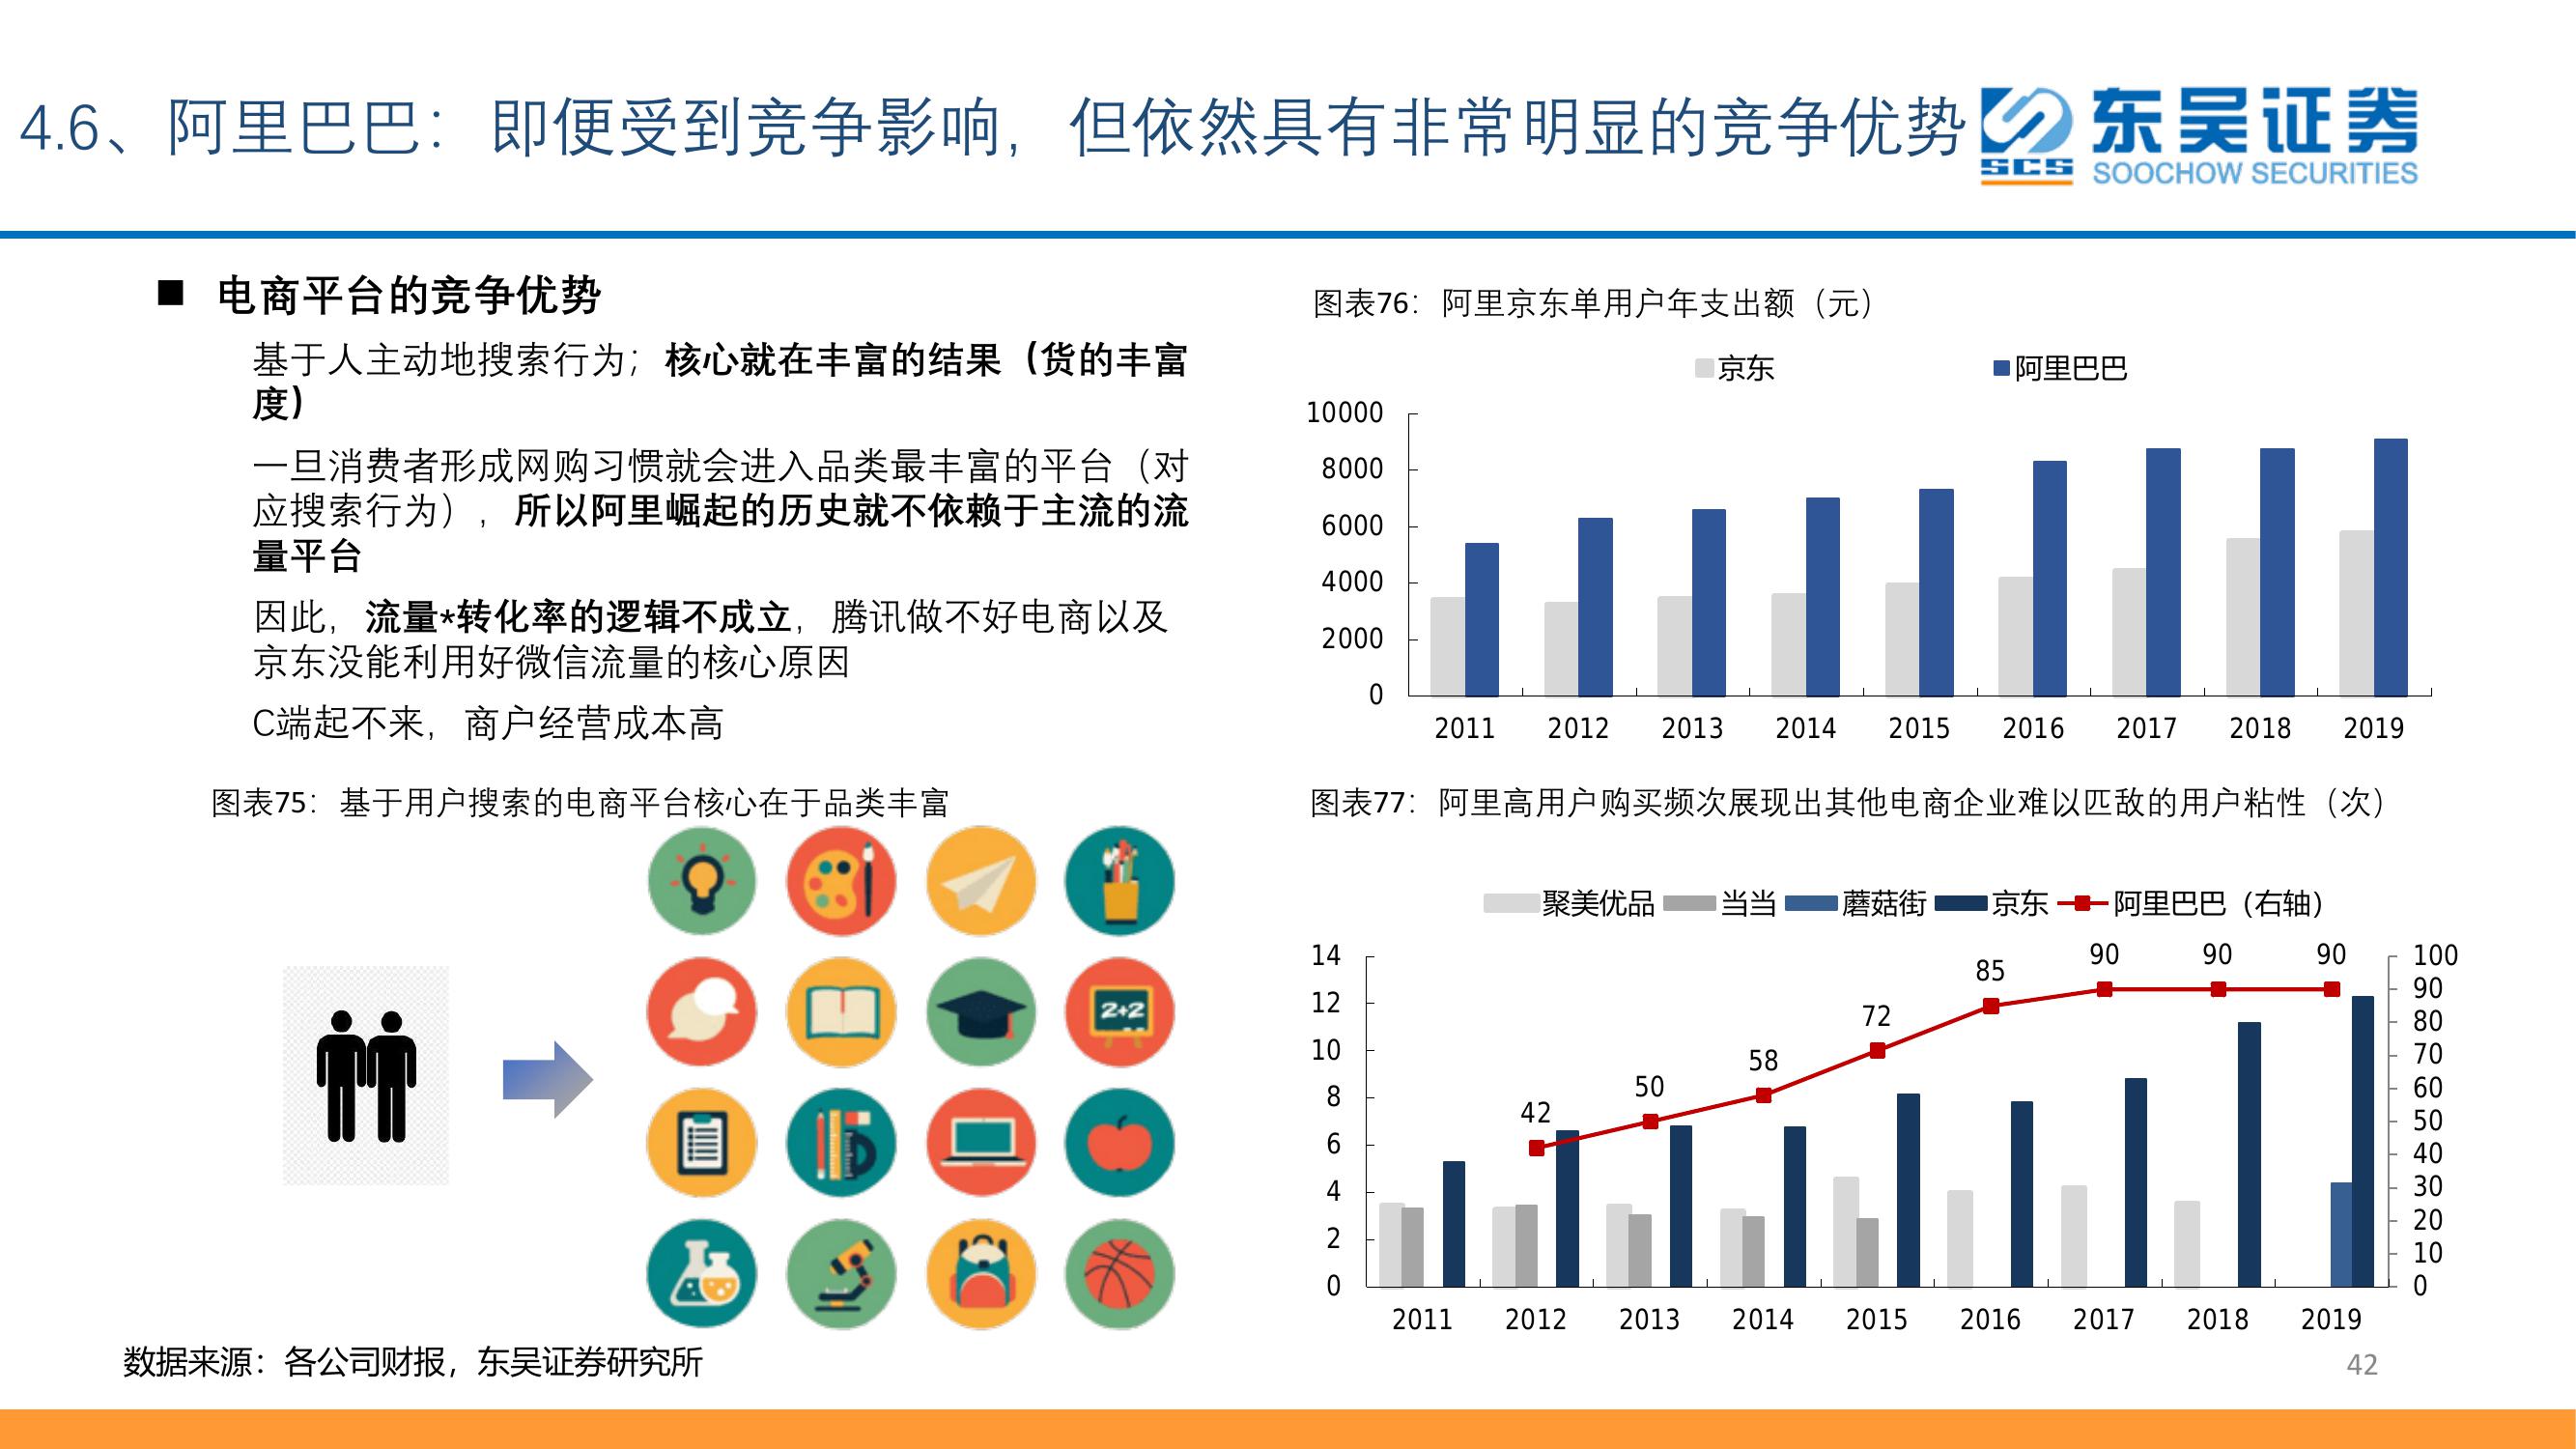 4.6、阿里巴巴：即便受到竞争影响，但依然具有非常明显的竞争优势
SCS
东吴证券
SOOCHOW SECURITIES
■ 电商平台的竞争优势
基于人主动地搜索行为；核心就在丰富的结果（货的丰富
度）
一旦消费者形成网购习惯就会进入品类最丰富的平台（对
应搜索行为），所以阿里崛起的历史就不依赖于主流的流
量平台
因此，流量*转化率的逻辑不成立，腾讯做不好电商以及
京东没能利用好微信流量的核心原因
C端起不来，商户经营成本高
图表75：基于用户搜索的电商平台核心在于品类丰富
2+2
图表76：阿里京东单用户年支出额（元）
京东 阿里巴巴
10000
8000
6000
4000
2000
0
2011 2012 2013 2014 2015 2016 2017 2018 2019
图表77：阿里高用户购买频次展现出其他电商企业难以匹敌的用户粘性（次）
聚美优品 当当 蘑菇街 京东 阿里巴巴（右轴）
14
12
10
8
6
4
2
0
42 50 58 72 85 90 90 90
100
90
80
70
60
50
40
30
20
10
0
2011 2012 2013 2014 2015 2016 2017 2018 2019
数据来源：各公司财报，东吴证券研究所
42